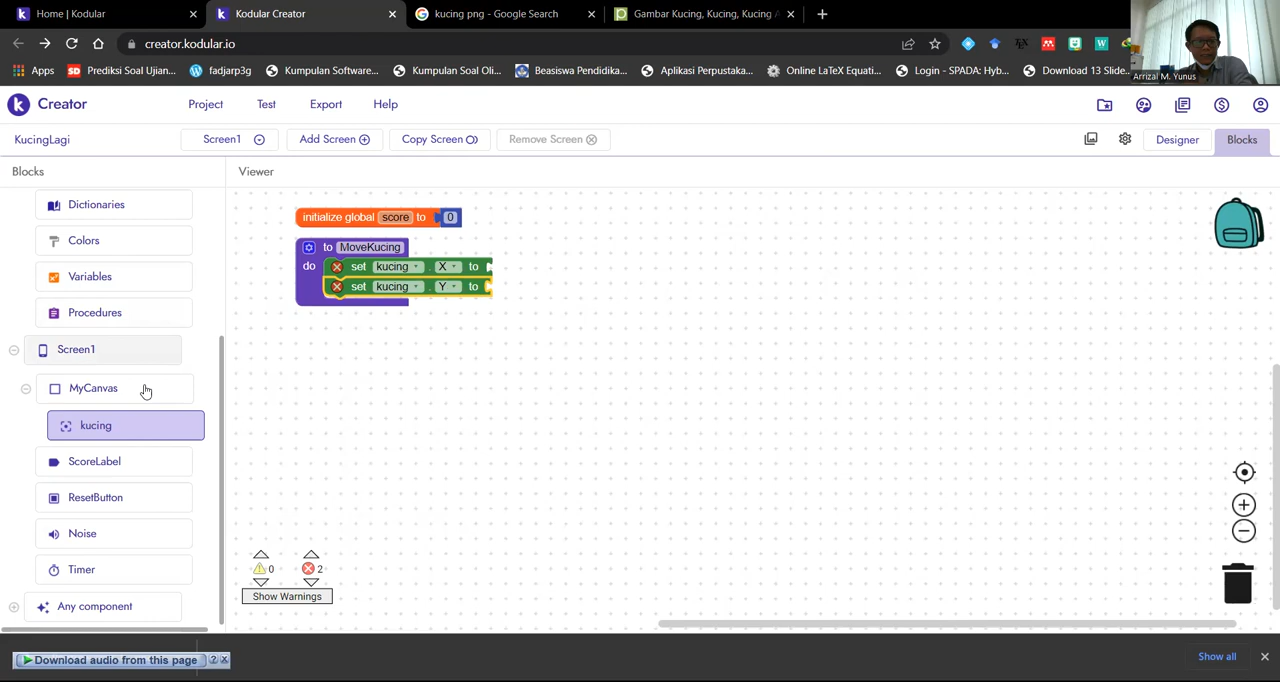 Home | Kodular
Kodular Creator
kucing png - Google Search
Gambar Kucing, Kucing, Kucing
creator.kodular.io
Apps
Prediksi Soal Ujian...
fadjarp3g
Kumpulan Software...
Kumpulan Soal Oli...
Beasiswa Pendidika...
Aplikasi Perpustaka...
Online LaTeX Equati...
Login - SPADA: Hyb...
Download 13 Slide...
Arrizal M. Yunus
Creator
Project
Test
Export
Help
KucingLagi
Screen1
Add Screen
Copy Screen
Remove Screen
Designer
Blocks
Blocks
Viewer
Dictionaries
Colors
Variables
Procedures
Screen1
MyCanvas
kucing
ScoreLabel
ResetButton
Noise
Timer
Any component
initialize global score to 0
to MoveKucing
do set kucing . X to
set kucing . Y to
0
2
Show Warnings
Download audio from this page ? X
Show all